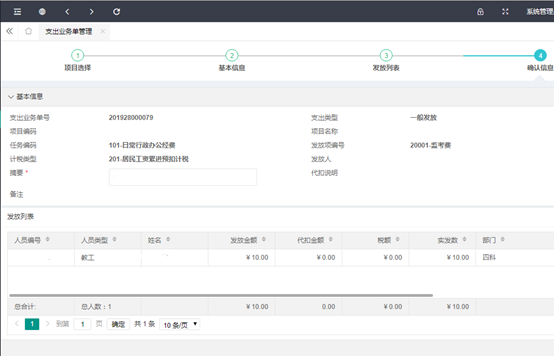 系统管理
支出业务单管理
1 2 3 4
项目选择 基本信息 发放列表 确认信息
基本信息
支出业务单号 201928000079 支出类型 一般发放
项目编码 项目名称
任务编码 101-日常行政办公经费 发放项编号 20001-监考费
计税类型 201-居民工资累进预扣计税 发放人
摘要 * 代扣说明
备注
发放列表
人员编号 人员类型 姓名 发放金额 代扣金额 税额 实发数 部门
教工 ¥ 10.00 ¥ 0.00 ¥ 0.00 ¥ 10.00 四科
总合计: 总人数:1 ¥ 10.00 0.00 ¥ 0.00 ¥ 10.00
1 到第 1 页 确定 共 1 条 10 条/页